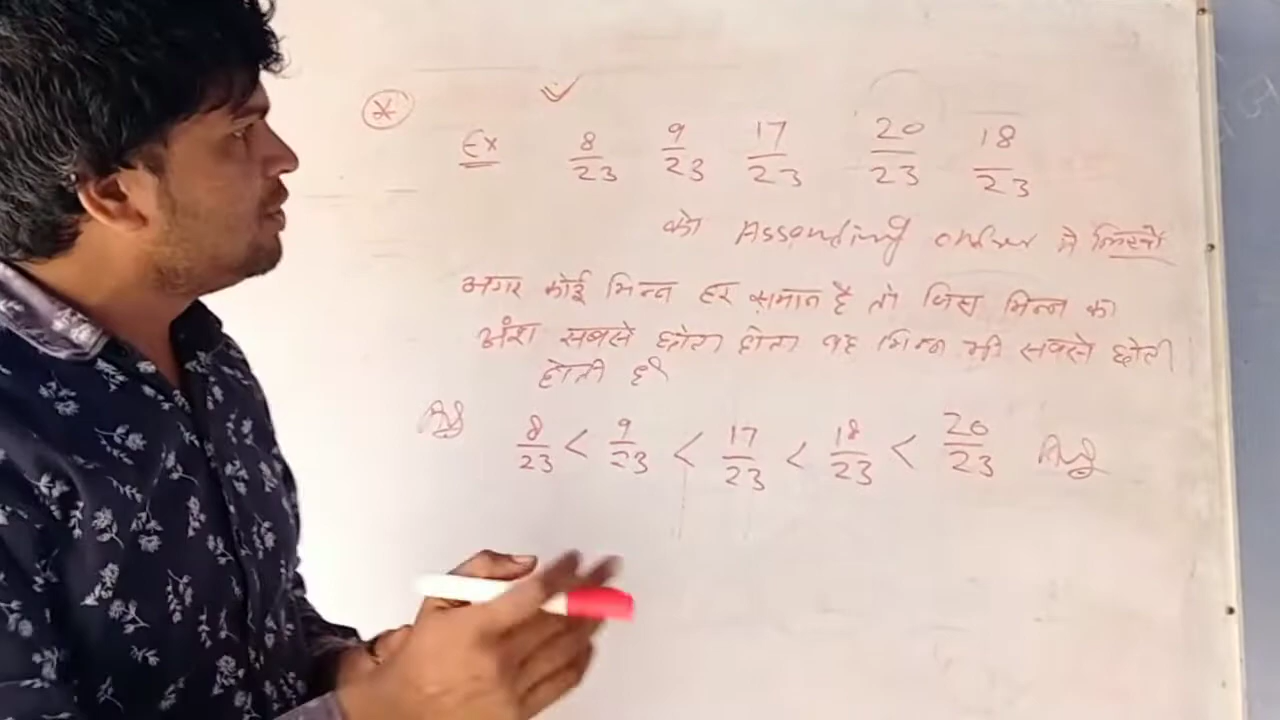 * Ex 8/23 9/23 17/23 20/23 18/23
को Assanding order मे लिखो
अगर कोई भिन्न हर समान है तो जिस भिन्न का
अंश सबसे छोटा होता वह भिन्न भी सबसे छोटी
होती है
Ans 8/23 < 9/23 < 17/23 < 18/23 < 20/23 Ans